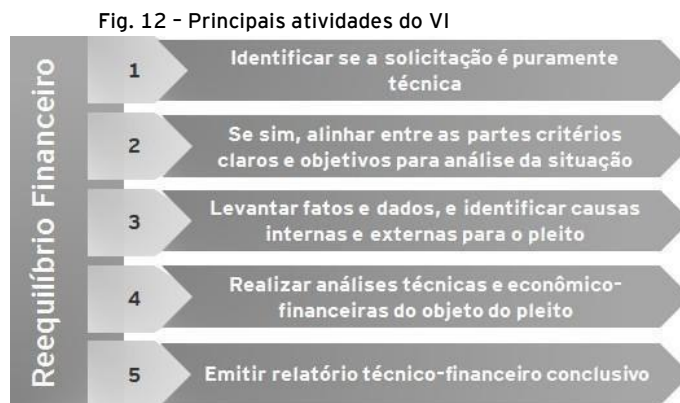 Fig. 12 – Principais atividades do VI
Reequilíbrio Financeiro
1
Identificar se a solicitação é puramente
técnica
2
Se sim, alinhar entre as partes critérios
claros e objetivos para análise da situação
3
Levantar fatos e dados, e identificar causas
internas e externas para o pleito
4
Realizar análises técnicas e econômico-
financeiras do objeto do pleito
5
Emitir relatório técnico-financeiro conclusivo